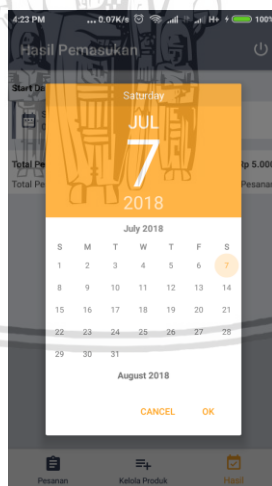 4:23 PM ... 0.07K/s H+ 100%
Hasil Pemasukan
Start Da
Saturday
JUL
7
2018
Total Pe Rp 5.000
Total Pe Pesanan
July 2018
S M T W T F S
1 2 3 4 5 6 7
8 9 10 11 12 13 14
15 16 17 18 19 20 21
22 23 24 25 26 27 28
29 30 31
August 2018
CANCEL OK
Pesanan Kelola Produk Hasil